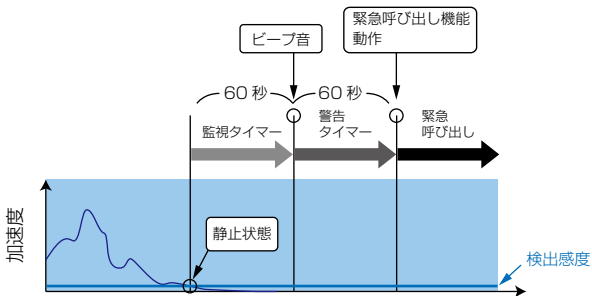 ビープ音
緊急呼び出し機能
動作
60 秒
60 秒
監視タイマー
警告
タイマー
緊急
呼び出し
加速度
静止状態
検出感度